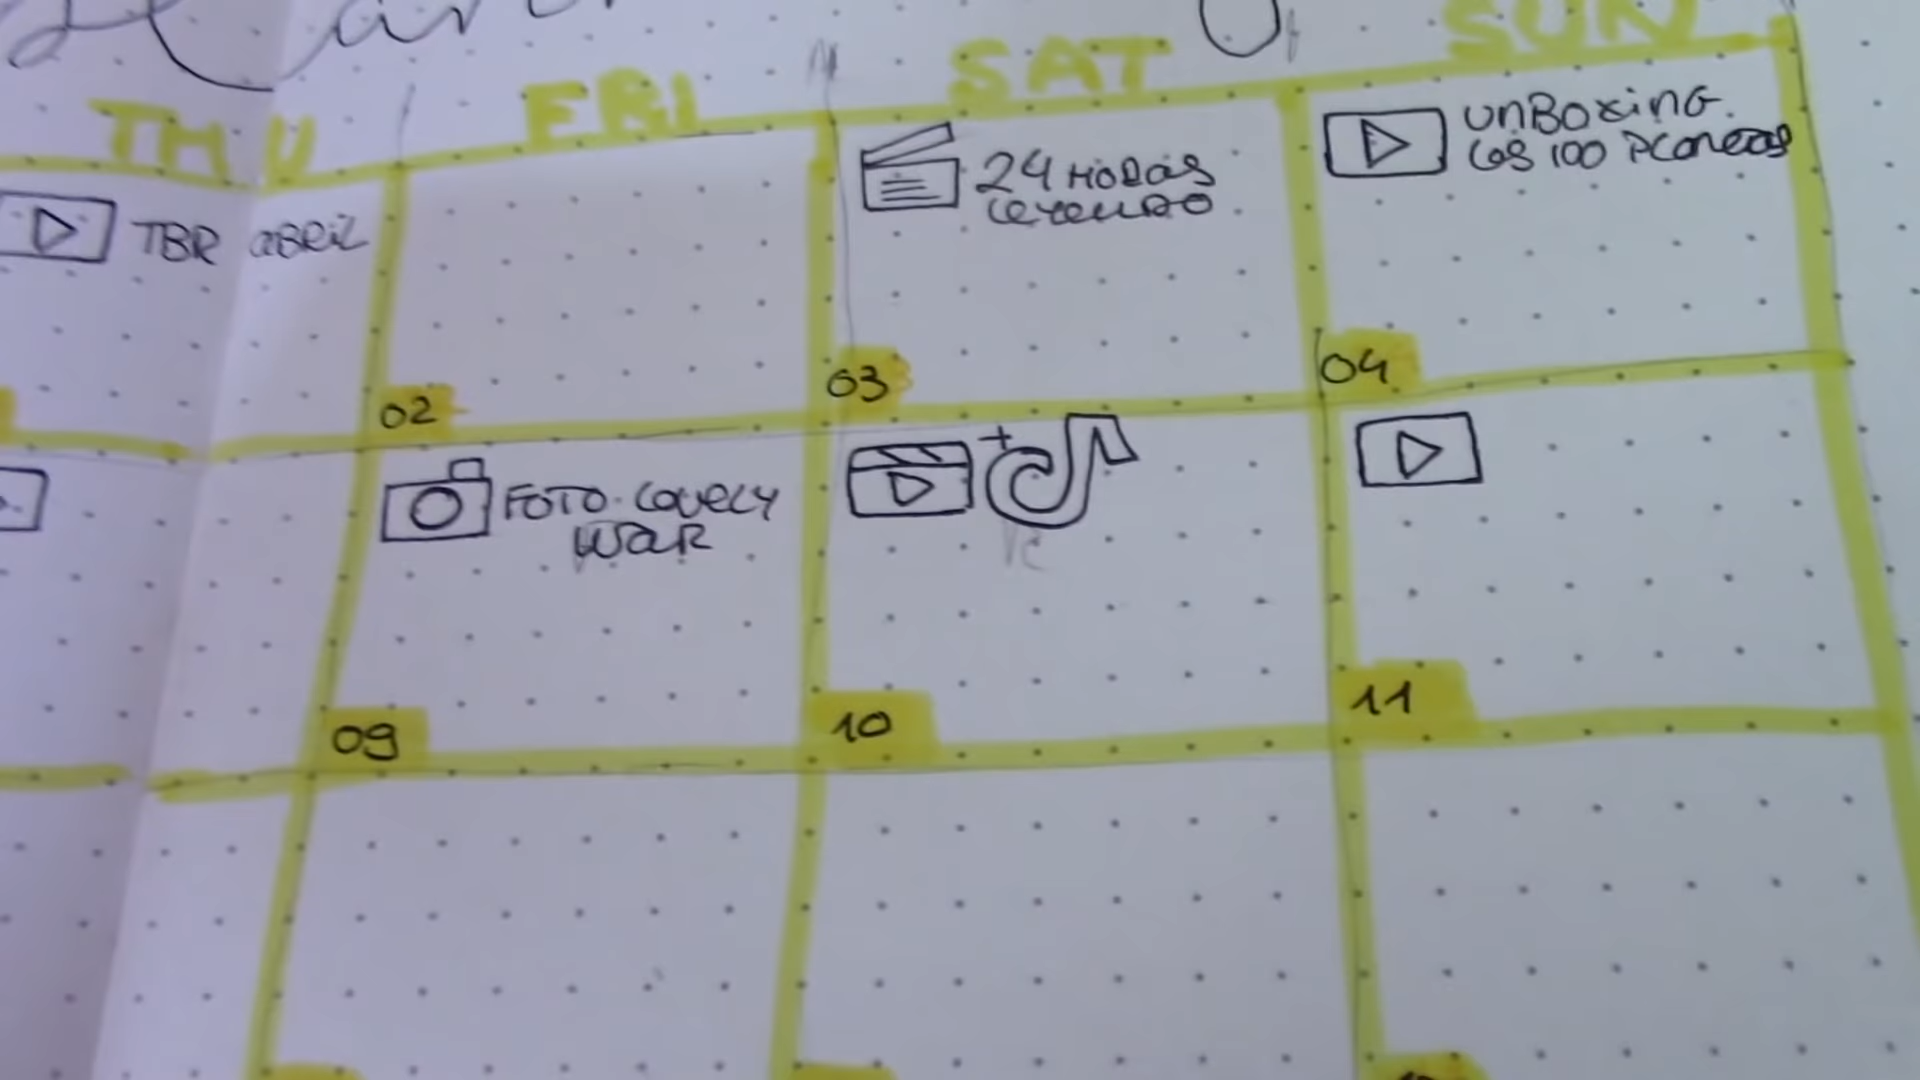 THU
FRI
SAT
SUN
TBR abril
24 HORAS
Leyendo
UNBOXING.
Los 100 Planetas
02
03
04
FOTO. LOVELY
WAR
09
10
11